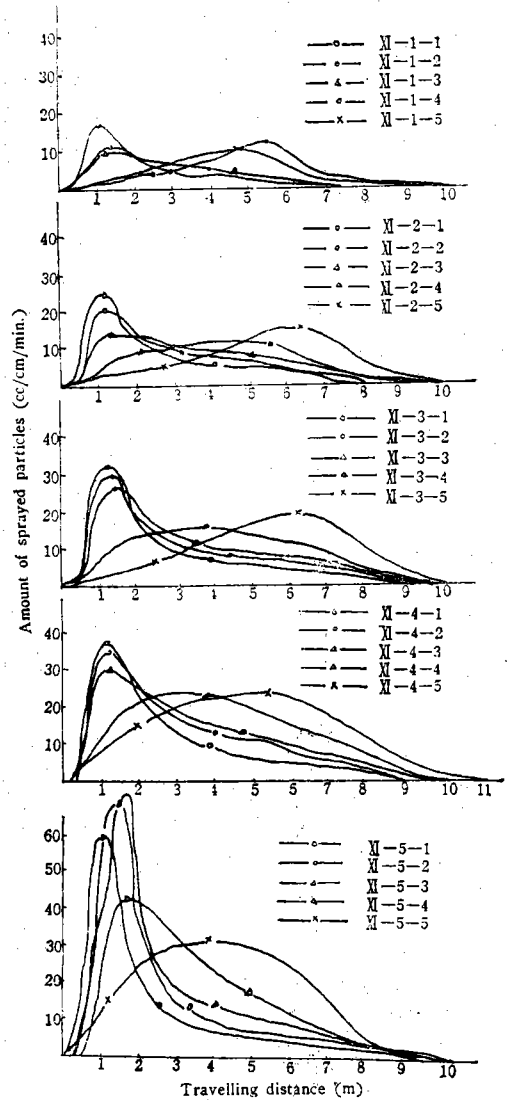 40
30
20
10
1 2 3 4 5 6 7 8 9 10
XI-1-1
XI-1-2
XI-1-3
XI-1-4
XI-1-5
40
30
20
10
1 2 3 4 5 6 7 8 9 10
XI-2-1
XI-2-2
XI-2-3
XI-2-4
XI-2-5
Amount of sprayed particles (cc/cm/min.)
40
30
20
10
1 2 3 4 5 6 7 8 9 10
XI-3-1
XI-3-2
XI-3-3
XI-3-4
XI-3-5
40
30
20
10
1 2 3 4 5 6 7 8 9 10 11
XI-4-1
XI-4-2
XI-4-3
XI-4-4
XI-4-5
60
50
40
30
20
10
1 2 3 4 5 6 7 8 9 10
XI-5-1
XI-5-2
XI-5-3
XI-5-4
XI-5-5
Travelling distance (m)